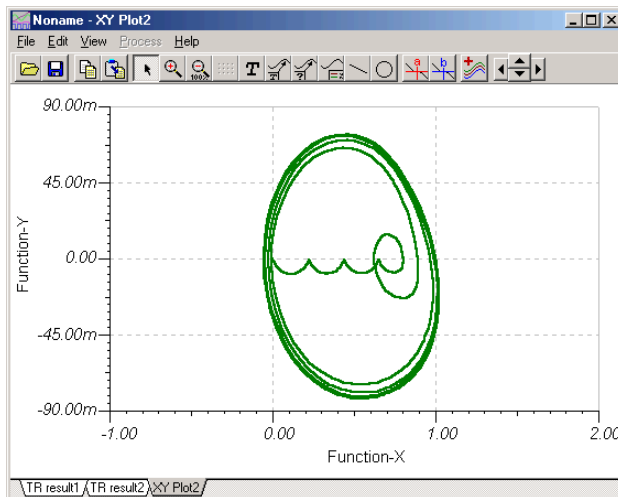 Noname - XY Plot2
File Edit View Process Help
T 100% a b
90.00m
45.00m
0.00
-45.00m
-90.00m
Function-Y
-1.00 0.00 1.00 2.00
Function-X
TR result1 TR result2 XY Plot2